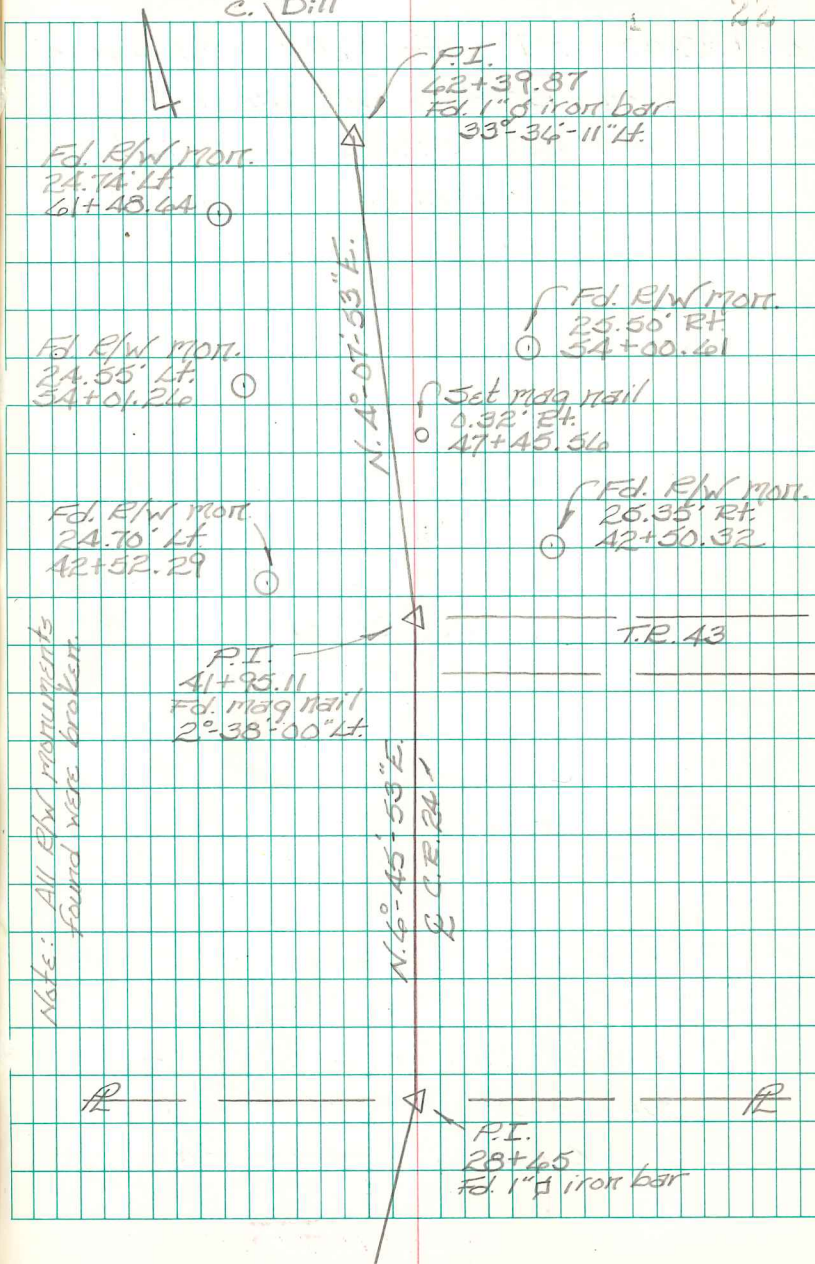 C. Dill
P.I.
62+39.87
Fd. 1"ø iron bar
33°-36'-11" Lt.
Fd. R/W mon.
24.74' Lt.
61+48.64
N. 4°-07'-53" E.
Fd. R/W mon.
25.50' Rt.
54+00.61
Fd. R/W mon.
24.55' Lt.
54+01.26
Set mag nail
0.32' Rt.
47+45.56
Fd. R/W mon.
25.35' Rt.
42+50.32
Fd. R/W mon.
24.70' Lt.
42+52.29
T.R. 43
P.I.
41+95.11
Fd. mag nail
2°-38'-00" Lt.
Note: All R/W monuments
found were broken.
N. 6°-45'-53" E.
℄ C.R. 24
PL
PL
P.I.
28+65
Fd. 1"ø iron bar